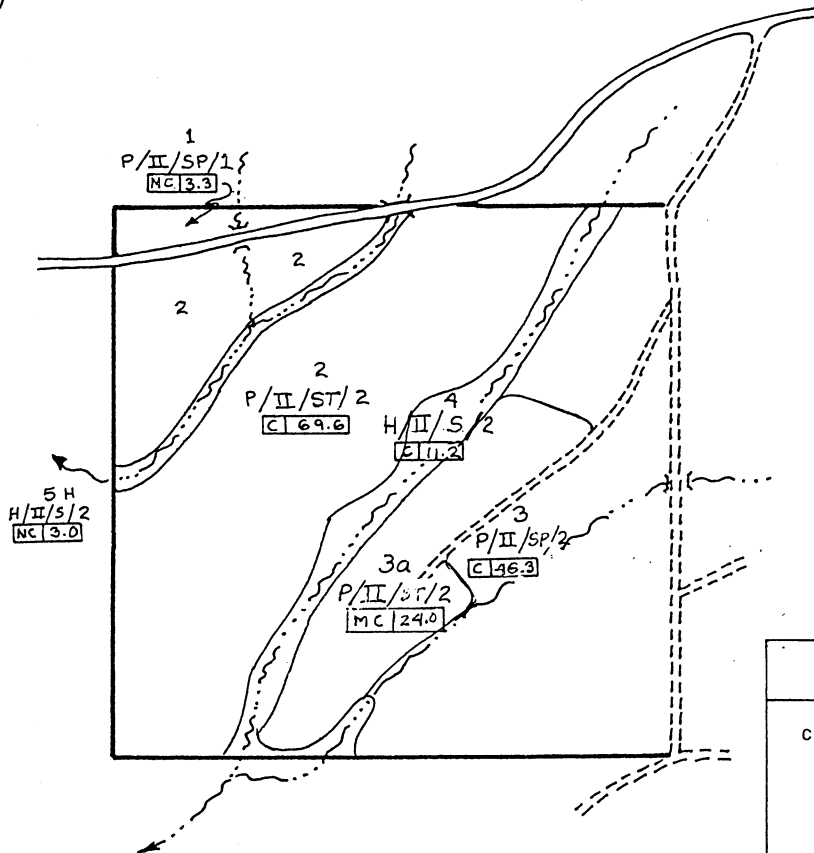 1
P/II/SP/1
NC 3.3
2
2
2
P/II/ST/2
C 69.6
4
H/II/S/2
C 11.2
5 H
H/II/S/2
NC 3.0
3
P/II/SP/2
C 46.3
3a
P/II/ST/2
MC 24.0
C